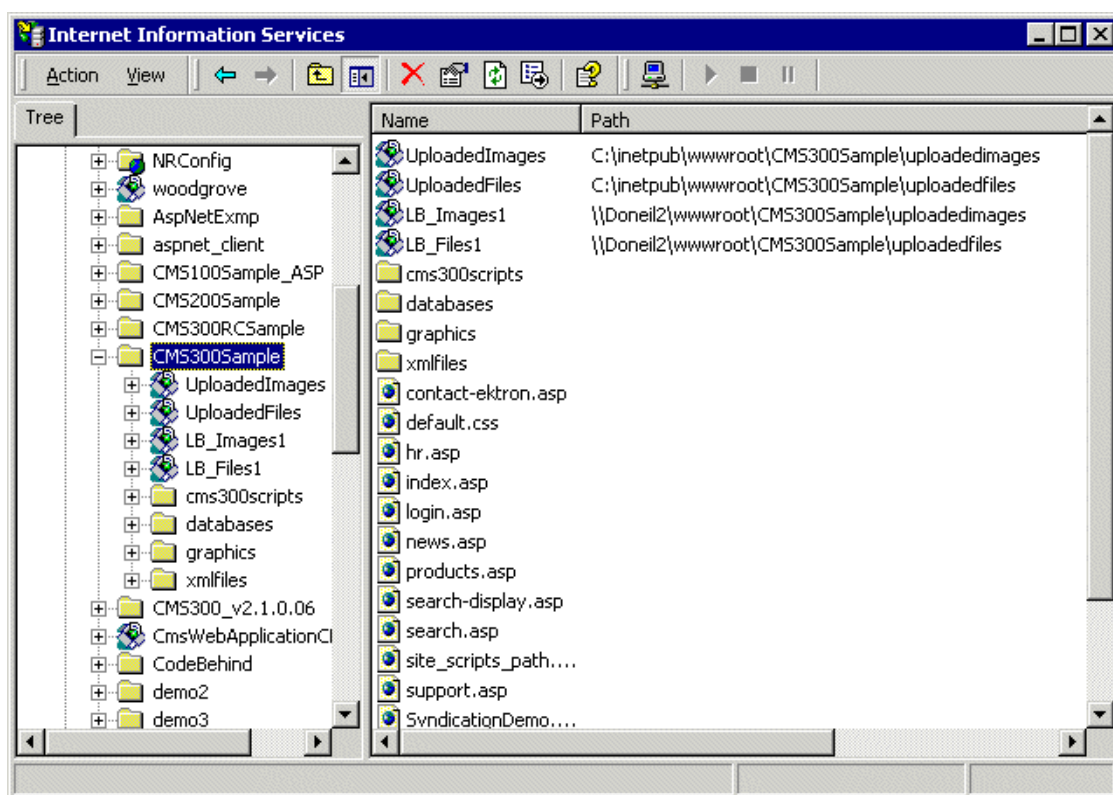 Internet Information Services
Action View
Tree
NRConfig
woodgrove
AspNetExmp
aspnet_client
CMS100Sample_ASP
CMS200Sample
CMS300RCSample
CMS300Sample
UploadedImages
UploadedFiles
LB_Images1
LB_Files1
cms300scripts
databases
graphics
xmlfiles
CMS300_v2.1.0.06
CmsWebApplicationCl
CodeBehind
demo2
demo3
Name Path
UploadedImages C:\inetpub\wwwroot\CMS300Sample\uploadedimages
UploadedFiles C:\inetpub\wwwroot\CMS300Sample\uploadedfiles
LB_Images1 \\Doneil2\wwwroot\CMS300Sample\uploadedimages
LB_Files1 \\Doneil2\wwwroot\CMS300Sample\uploadedfiles
cms300scripts
databases
graphics
xmlfiles
contact-ektron.asp
default.css
hr.asp
index.asp
login.asp
news.asp
products.asp
search-display.asp
search.asp
site_scripts_path....
support.asp
SyndicationDemo....